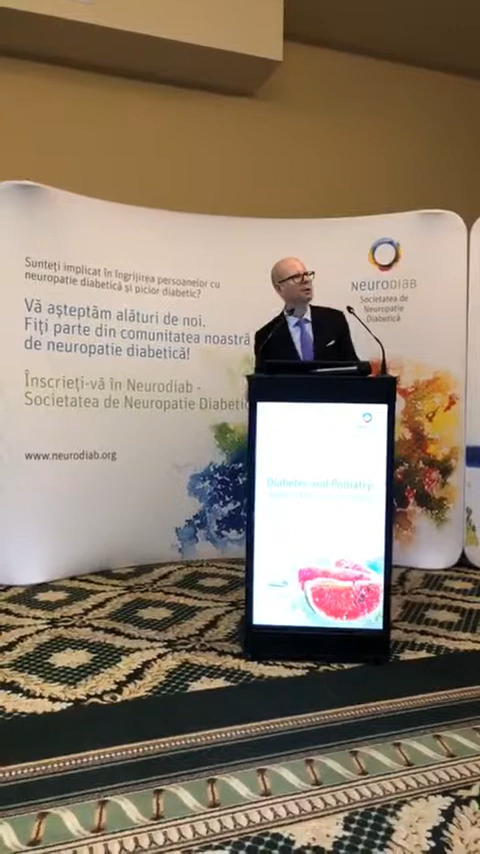 Sunteți implicat în îngrijirea persoanelor cu
neuropatie diabetică și picior diabetic?
Vă așteptăm alături de noi.
Fiți parte din comunitatea noastră
de neuropatie diabetică!
Înscrieți-vă în Neurodiab -
Societatea de Neuropatie
www.neurodiab.org
NEURODIAB
Societatea de
Neuropatie
Diabetică
Diabetes and Podiatry